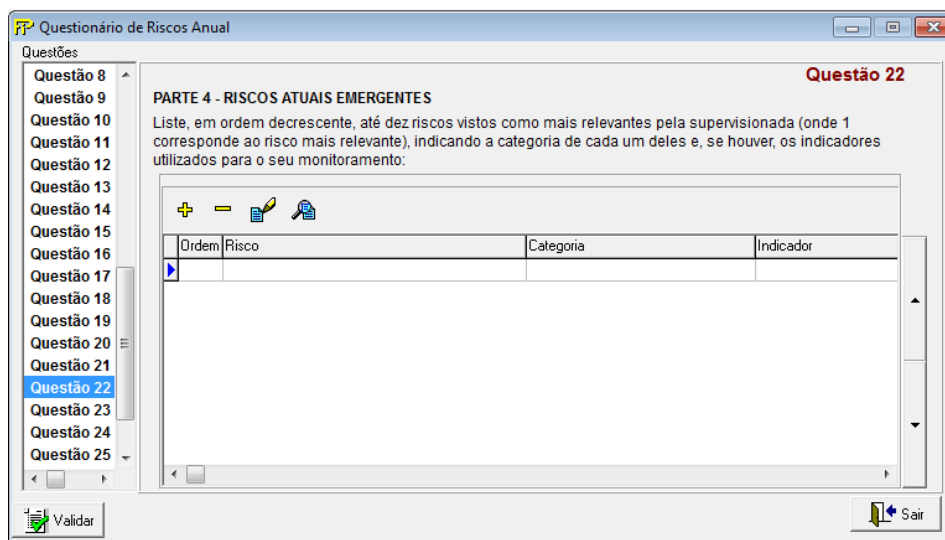 FIP Questionário de Riscos Anual
Questões
Questão 8
Questão 9
Questão 10
Questão 11
Questão 12
Questão 13
Questão 14
Questão 15
Questão 16
Questão 17
Questão 18
Questão 19
Questão 20
Questão 21
Questão 22
Questão 23
Questão 24
Questão 25
Questão 22
PARTE 4 - RISCOS ATUAIS EMERGENTES
Liste, em ordem decrescente, até dez riscos vistos como mais relevantes pela supervisionada (onde 1
corresponde ao risco mais relevante), indicando a categoria de cada um deles e, se houver, os indicadores
utilizados para o seu monitoramento:
Ordem Risco Categoria Indicador
Validar
Sair